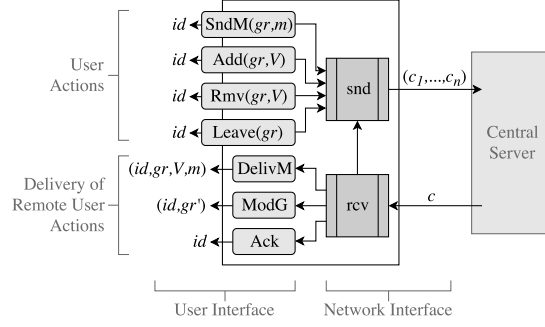 id SndM(gr,m)
id Add(gr,V)
id Rmv(gr,V)
id Leave(gr)
User
Actions
snd
(c1,...,cn)
Central
Server
(id,gr,V,m) DelivM
(id,gr') ModG
id Ack
Delivery of
Remote User
Actions
rcv
c
User Interface
Network Interface